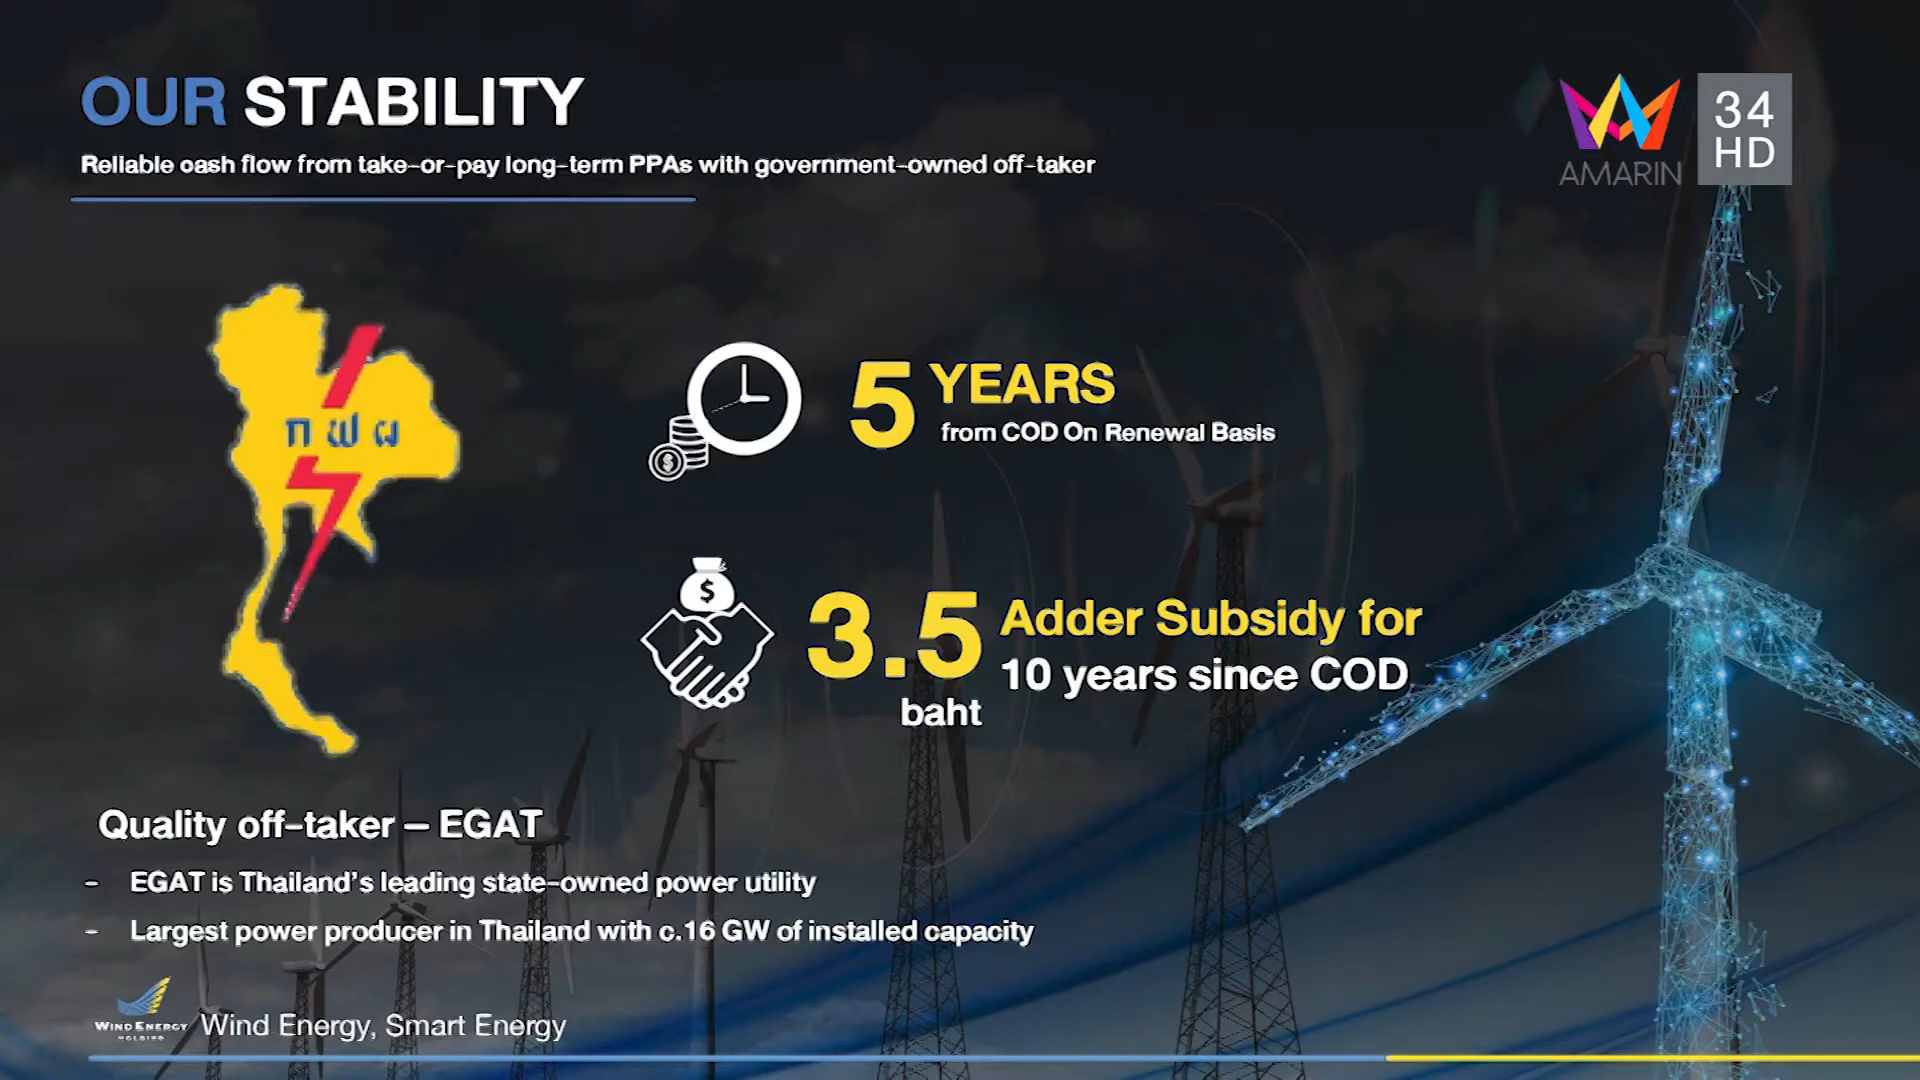 OUR STABILITY
Reliable cash flow from take-or-pay long-term PPAs with government-owned off-taker
AMARIN
34
HD
กฟผ
5 YEARS
from COD On Renewal Basis
3.5 Adder Subsidy for
10 years since COD
baht
Quality off-taker – EGAT
- EGAT is Thailand's leading state-owned power utility
- Largest power producer in Thailand with c.16 GW of installed capacity
WIND ENERGY
HOLDING
Wind Energy, Smart Energy